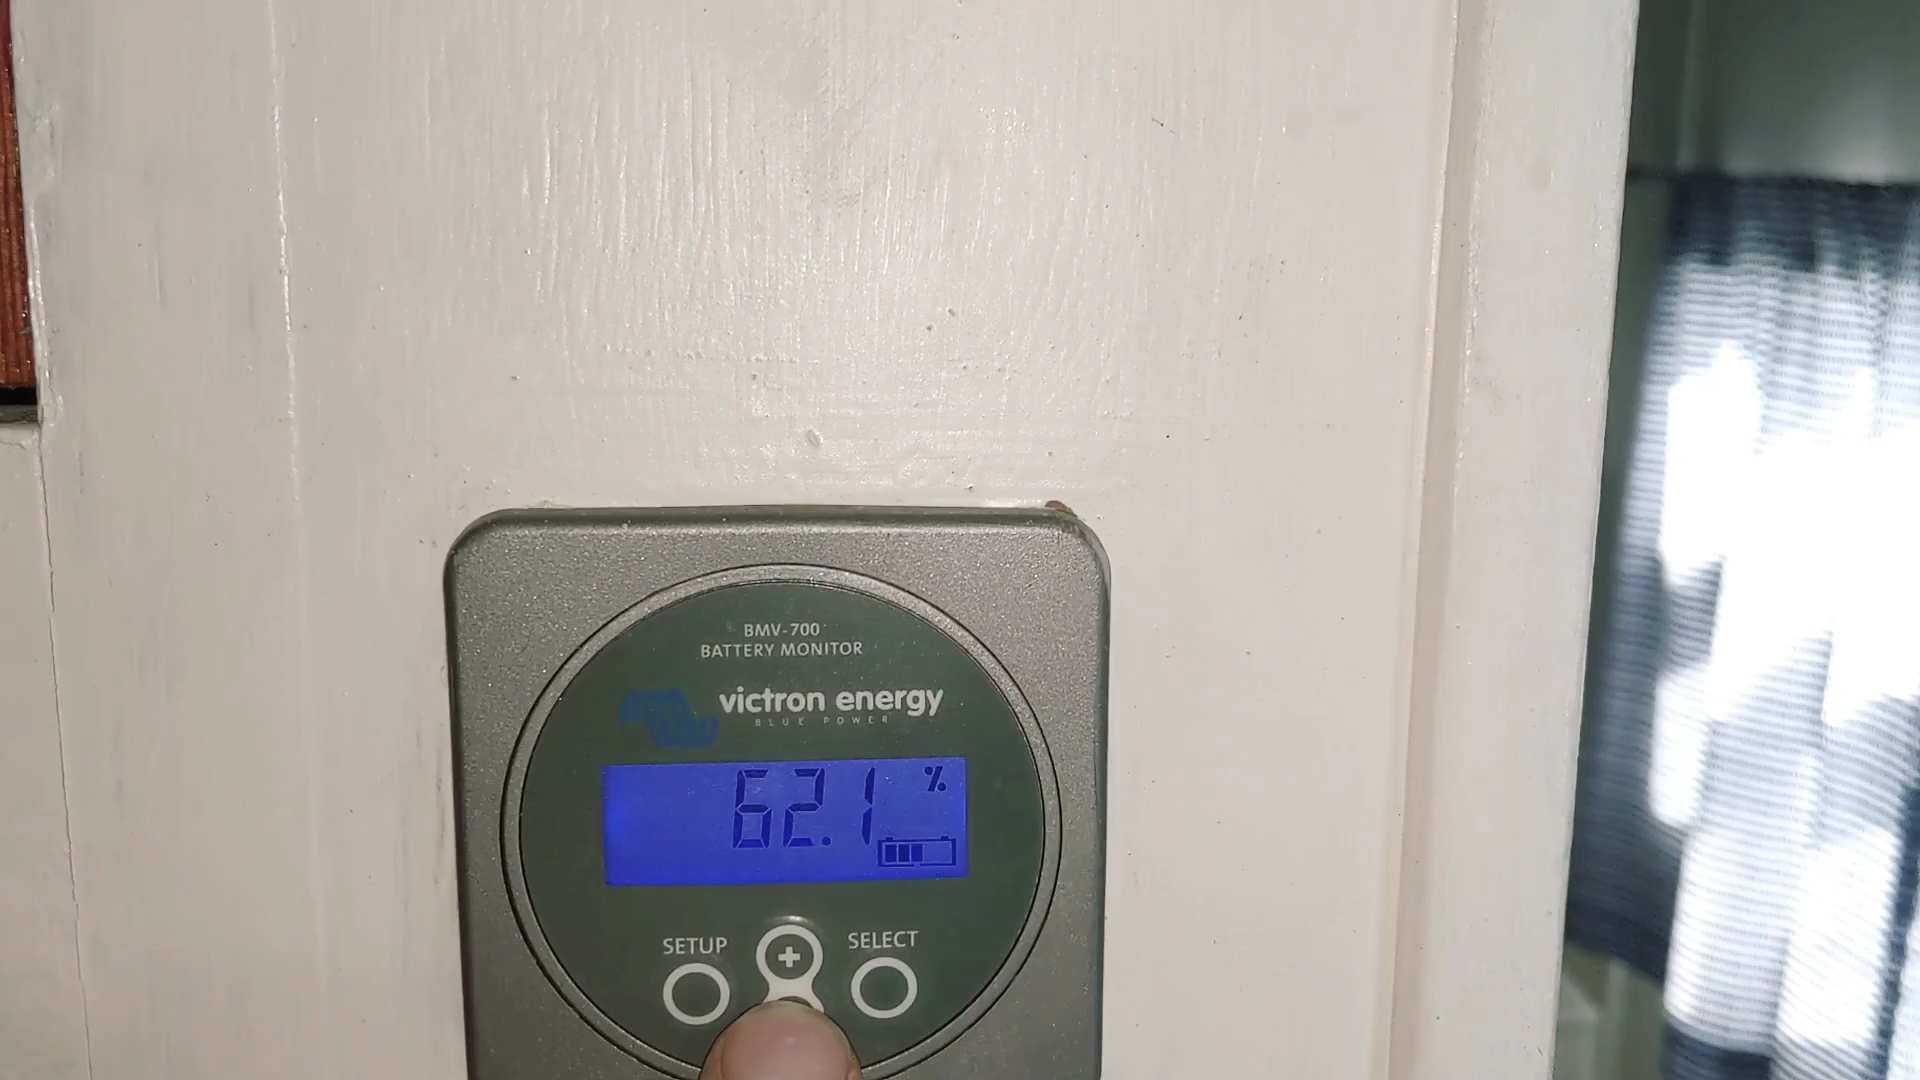 BMV-700
BATTERY MONITOR
victron energy
BLUE POWER
62.1 %
SETUP
+
SELECT